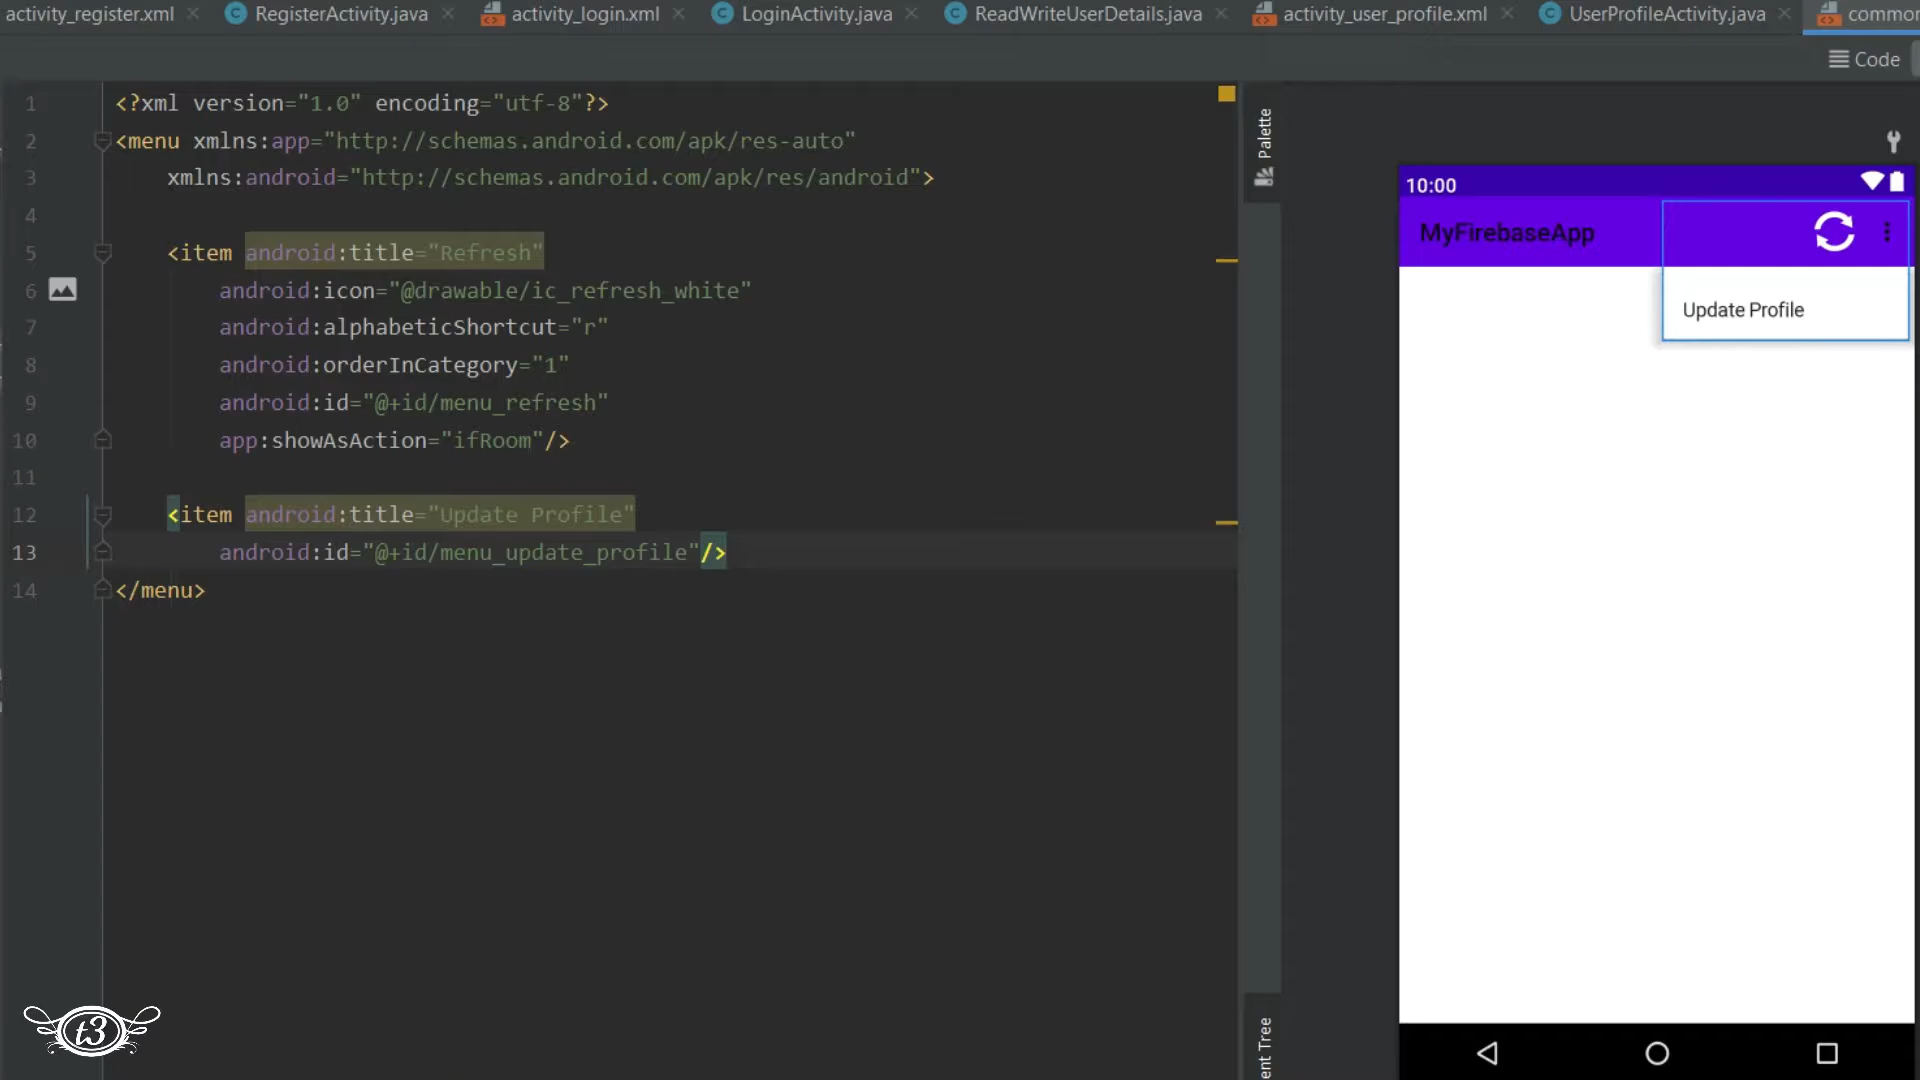 activity_register.xml RegisterActivity.java activity_login.xml LoginActivity.java ReadWriteUserDetails.java activity_user_profile.xml UserProfileActivity.java common
Code
1 <?xml version="1.0" encoding="utf-8"?>
2 <menu xmlns:app="http://schemas.android.com/apk/res-auto"
3 xmlns:android="http://schemas.android.com/apk/res/android">
4
5 <item android:title="Refresh"
6 android:icon="@drawable/ic_refresh_white"
7 android:alphabeticShortcut="r"
8 android:orderInCategory="1"
9 android:id="@+id/menu_refresh"
10 app:showAsAction="ifRoom"/>
11
12 <item android:title="Update Profile"
13 android:id="@+id/menu_update_profile"/>
14 </menu>
Palette
10:00
MyFirebaseApp
Update Profile
ent Tree
t3